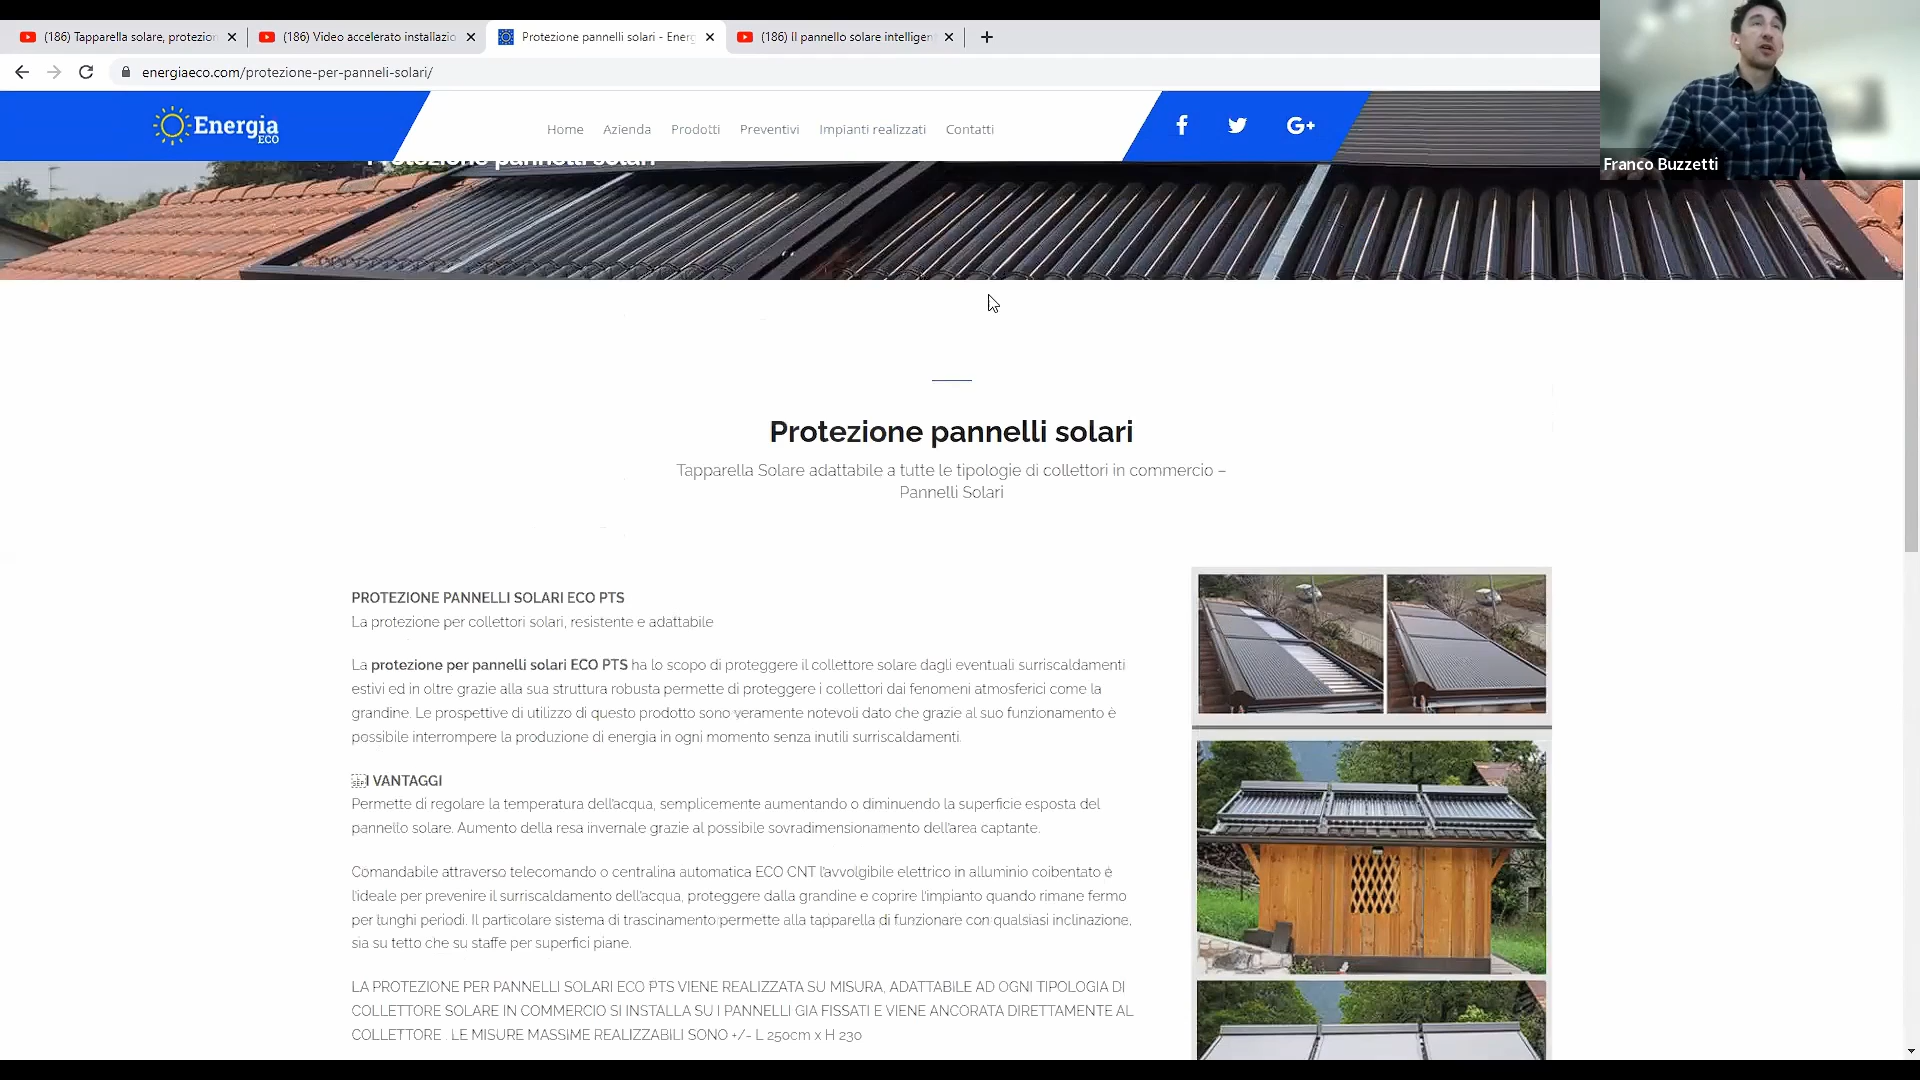 (186) Tapparella solare, protezion
(186) Video accelerato installazio
Protezione pannelli solari - Energ
(186) Il pannello solare intelligen
energiaeco.com/protezione-per-panneli-solari/
Energia
ECO
Home
Azienda
Prodotti
Preventivi
Impianti realizzati
Contatti
G+
Franco Buzzetti
Protezione pannelli solari
Protezione pannelli solari
Tapparella Solare adattabile a tutte le tipologie di collettori in commercio –
Pannelli Solari
PROTEZIONE PANNELLI SOLARI ECO PTS
La protezione per collettori solari, resistente e adattabile
La protezione per pannelli solari ECO PTS ha lo scopo di proteggere il collettore solare dagli eventuali surriscaldamenti
estivi ed in oltre grazie alla sua struttura robusta permette di proteggere i collettori dai fenomeni atmosferici come la
grandine. Le prospettive di utilizzo di questo prodotto sono veramente notevoli dato che grazie al suo funzionamento è
possibile interrompere la produzione di energia in ogni momento senza inutili surriscaldamenti.
I VANTAGGI
Permette di regolare la temperatura dell'acqua, semplicemente aumentando o diminuendo la superficie esposta del
pannello solare. Aumento della resa invernale grazie al possibile sovradimensionamento dell'area captante.
Comandabile attraverso telecomando o centralina automatica ECO CNT l'avvolgibile elettrico in alluminio coibentato è
l'ideale per prevenire il surriscaldamento dell'acqua, proteggere dalla grandine e coprire l'impianto quando rimane fermo
per lunghi periodi. Il particolare sistema di trascinamento permette alla tapparella di funzionare con qualsiasi inclinazione,
sia su tetto che su staffe per superfici piane.
LA PROTEZIONE PER PANNELLI SOLARI ECO PTS VIENE REALIZZATA SU MISURA, ADATTABILE AD OGNI TIPOLOGIA DI
COLLETTORE SOLARE IN COMMERCIO SI INSTALLA SU I PANNELLI GIA FISSATI E VIENE ANCORATA DIRETTAMENTE AL
COLLETTORE . LE MISURE MASSIME REALIZZABILI SONO +/- L 250cm x H 230